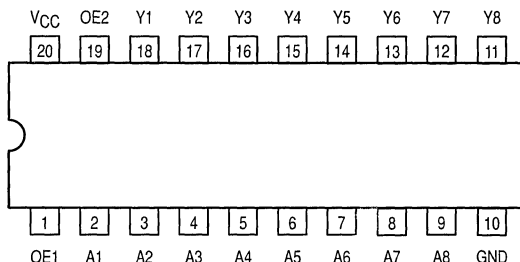 VCC OE2 Y1 Y2 Y3 Y4 Y5 Y6 Y7 Y8
20 19 18 17 16 15 14 13 12 11
1 2 3 4 5 6 7 8 9 10
OE1 A1 A2 A3 A4 A5 A6 A7 A8 GND